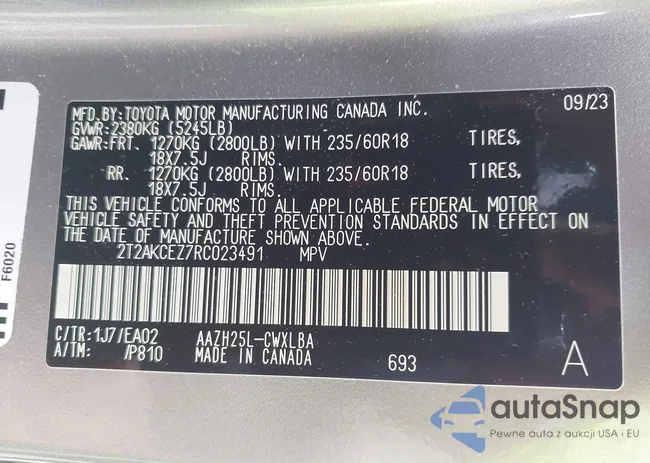 MFD.BY:TOYOTA MOTOR MANUFACTURING CANADA INC. 09/23
GVWR:2380KG (5245LB)
GAWR:FRT. 1270KG (2800LB) WITH 235/60R18 TIRES,
18X7.5J RIMS.
RR. 1270KG (2800LB) WITH 235/60R18 TIRES,
18X7.5J RIMS.
THIS VEHICLE CONFORMS TO ALL APPLICABLE FEDERAL MOTOR
VEHICLE SAFETY AND THEFT PREVENTION STANDARDS IN EFFECT ON
THE DATE OF MANUFACTURE SHOWN ABOVE.
2T2AKCEZ7RC023491 MPV
C/TR:1J7/EA02 AAZH25L-CWXLBA
A/TM: /P810 MADE IN CANADA 693 A
F6020
autaSnap
Pewne auta z aukcji USA i EU